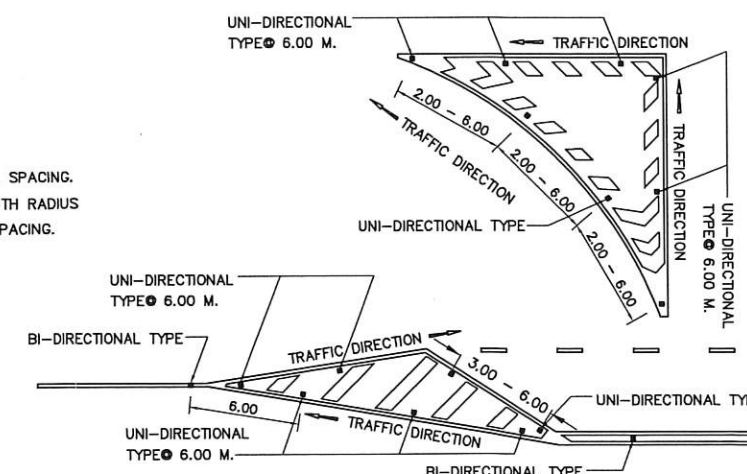 UNI-DIRECTIONAL
TYPE@ 6.00 M.
TRAFFIC DIRECTION
2.00 - 6.00
TRAFFIC DIRECTION
2.00 - 6.00
2.00 - 6.00
TRAFFIC DIRECTION
UNI-DIRECTIONAL
TYPE@ 6.00 M.
UNI-DIRECTIONAL TYPE
SPACING.
TH RADIUS
PACING.
UNI-DIRECTIONAL
TYPE@ 6.00 M.
BI-DIRECTIONAL TYPE
TRAFFIC DIRECTION
3.00 - 6.00
6.00
TRAFFIC DIRECTION
UNI-DIRECTIONAL TY
UNI-DIRECTIONAL
TYPE@ 6.00 M.
BI-DIRECTIONAL TYPE